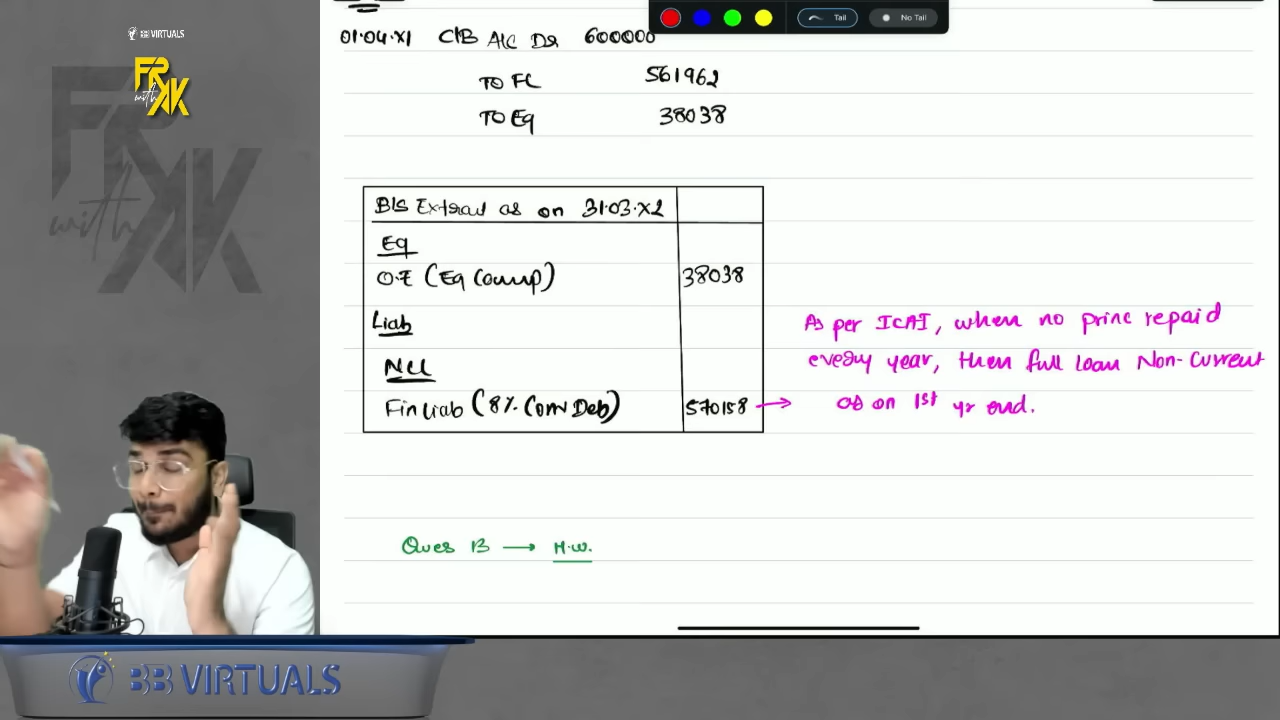 BB VIRTUALS
FR
with AK
FR
with
AK
Tail
No Tail
01.04.X1 C/B A/C Dr 600000
TO FL 561962
TO Eq 38038
B/S Extract as on 31.03.X2
Eq
O.E (Eq Comp) 38038
Liab
NCL
Fin Liab (8% Conv Deb) 570158
As per ICAI, when no princ repaid
every year, then full loan Non-Current
as on 1st yr end.
Ques 13 → H.W.
BB VIRTUALS